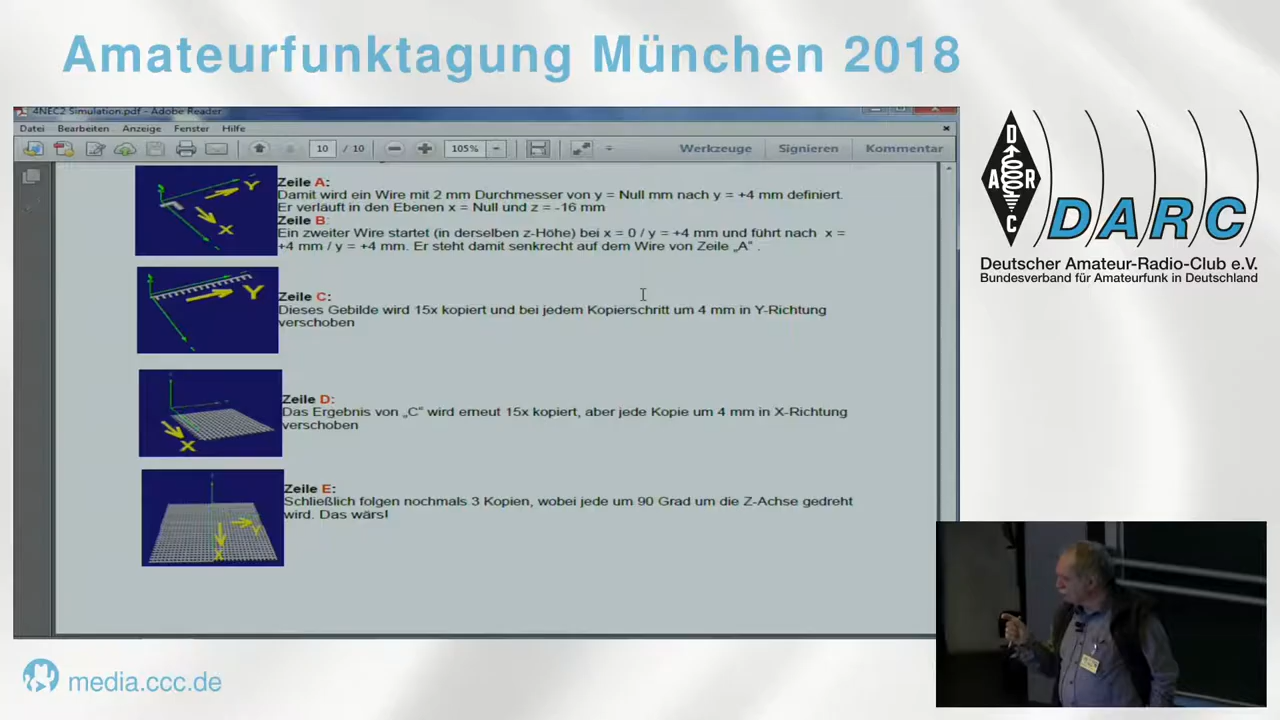 Amateurfunktagung München 2018
4NEC2 Simulation.pdf - Adobe Reader
Datei Bearbeiten Anzeige Fenster Hilfe
10 / 10 105% Werkzeuge Signieren Kommentar
Zeile A:
Damit wird ein Wire mit 2 mm Durchmesser von y = Null mm nach y = +4 mm definiert.
Er verläuft in den Ebenen x = Null und z = -16 mm
Zeile B:
Ein zweiter Wire startet (in derselben z-Höhe) bei x = 0 / y = +4 mm und führt nach x =
+4 mm / y = +4 mm. Er steht damit senkrecht auf dem Wire von Zeile „A“ .
Y
X
Zeile C:
Dieses Gebilde wird 15x kopiert und bei jedem Kopierschritt um 4 mm in Y-Richtung
verschoben
Y
Zeile D:
Das Ergebnis von „C“ wird erneut 15x kopiert, aber jede Kopie um 4 mm in X-Richtung
verschoben
X
Zeile E:
Schließlich folgen nochmals 3 Kopien, wobei jede um 90 Grad um die Z-Achse gedreht
wird. Das wärs!
Y
X
D
A R
C
DARC
Deutscher Amateur-Radio-Club e.V.
Bundesverband für Amateurfunk in Deutschland
media.ccc.de